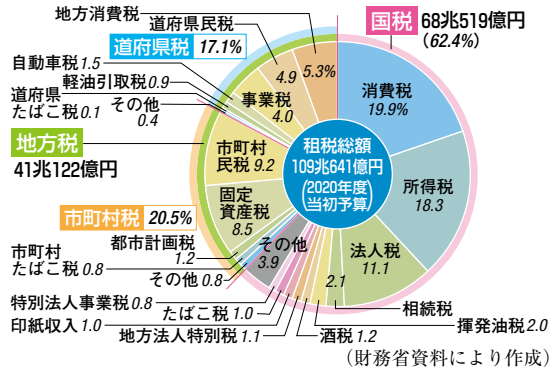 国税 68兆519億円
(62.4%)
消費税
19.9%
所得税
18.3
法人税
11.1
相続税
2.1
揮発油税2.0
酒税1.2
地方法人特別税1.1
たばこ税1.0
印紙収入1.0
特別法人事業税0.8
その他
3.9
地方税
41兆122億円
道府県税 17.1%
地方消費税
5.3%
道府県民税
4.9
事業税
4.0
自動車税1.5
軽油引取税0.9
道府県
たばこ税0.1
その他
0.4
市町村税 20.5%
市町村
民税9.2
固定
資産税
8.5
都市計画税
1.2
市町村
たばこ税0.8
その他0.8
租税総額
109兆641億円
(2020年度)
(当初予算)
(財務省資料により作成)